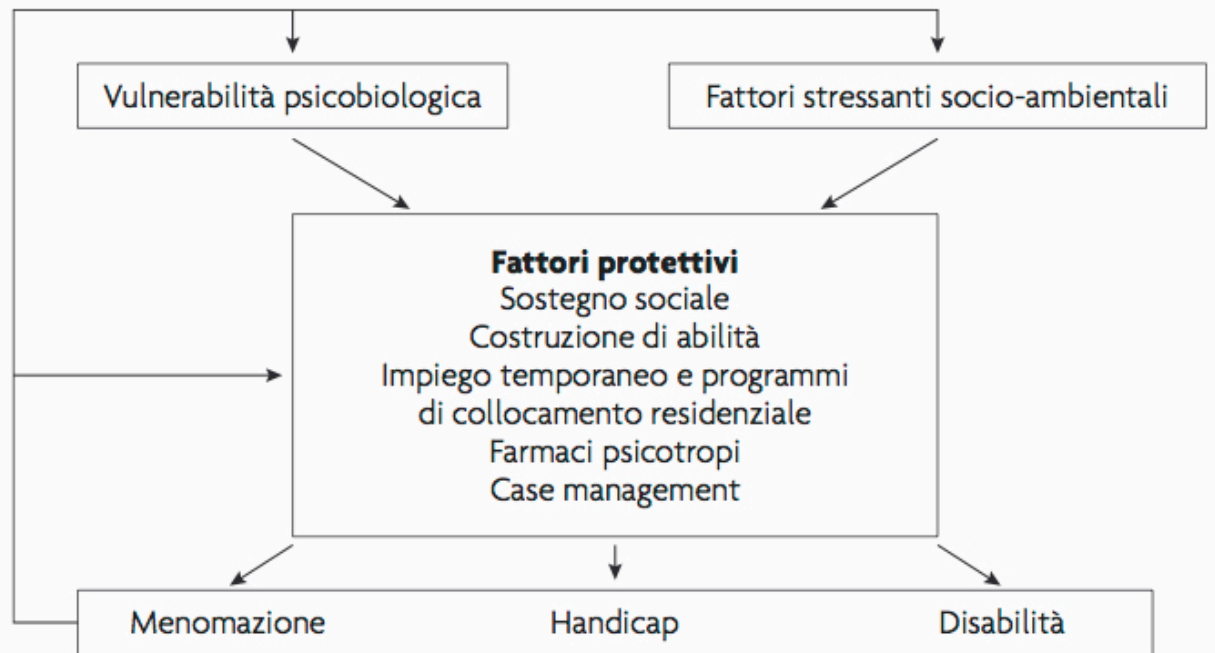 Vulnerabilità psicobiologica
Fattori stressanti socio-ambientali
Fattori protettivi
Sostegno sociale
Costruzione di abilità
Impiego temporaneo e programmi
di collocamento residenziale
Farmaci psicotropi
Case management
Menomazione
Handicap
Disabilità